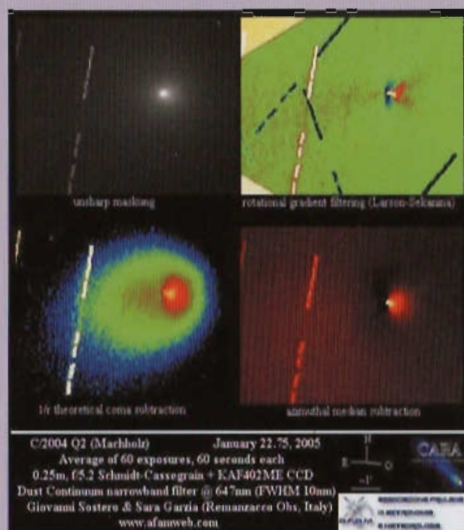 unsharp masking
rotational gradient filtering (Larson-Sekanina)
1/r theoretical coma subtraction
azimuthal median subtraction
C/2004 Q2 (Machholz) January 22.75, 2005
Average of 60 exposures, 60 seconds each
0.25m, f/5.2 Schmidt-Cassegrain + KAF402ME CCD
Dust Continuum narrowband filter @ 647nm (FWHM 10nm)
Giovanni Sostero & Sara Garzia (Remanzacco Obs, Italy)
www.afamweb.com
CARA